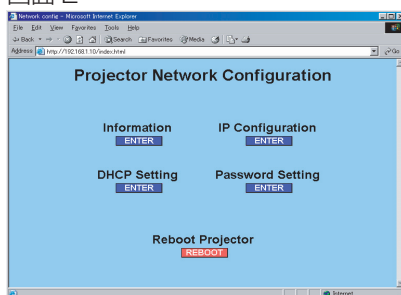 画面 2
Network config - Microsoft Internet Explorer
File Edit View Favorites Tools Help
Back Search Favorites Media
Address http://192.168.1.10/index.html Go
Projector Network Configuration
Information IP Configuration
ENTER ENTER
DHCP Setting Password Setting
ENTER ENTER
Reboot Projector
REBOOT
Internet